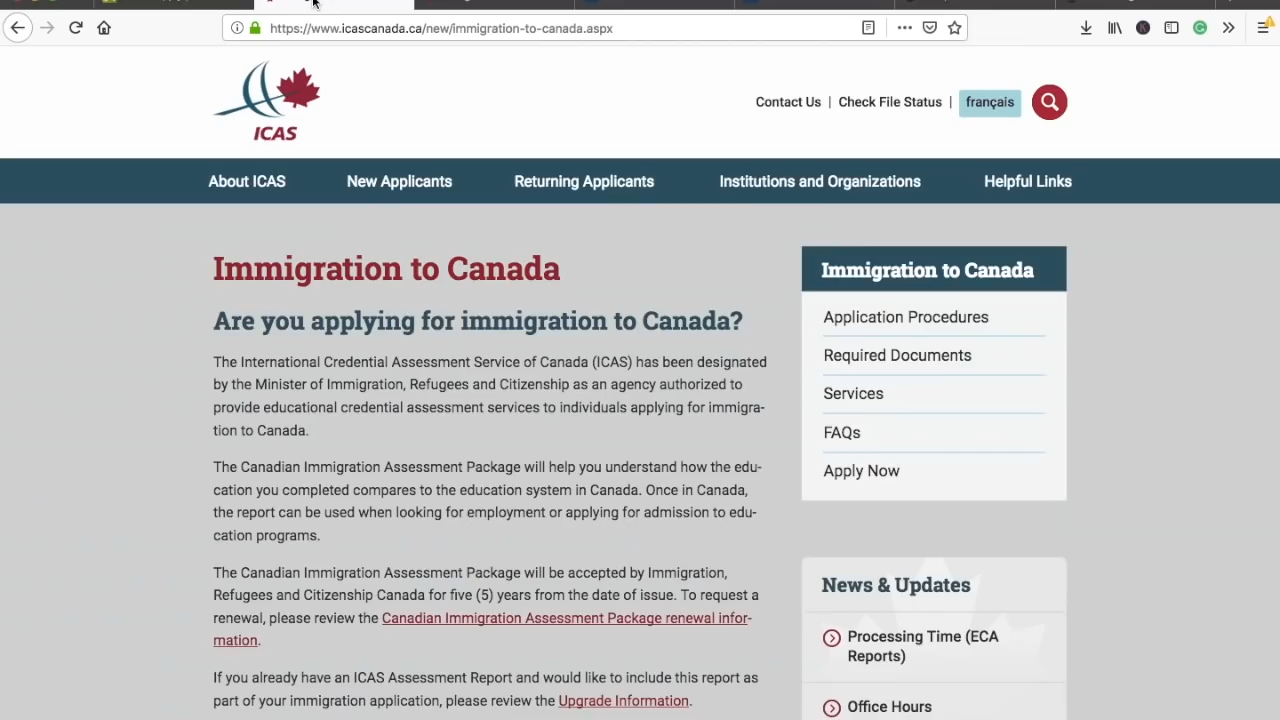 https://www.icascanada.ca/new/immigration-to-canada.aspx
ICAS
Contact Us | Check File Status | français
About ICAS New Applicants Returning Applicants Institutions and Organizations Helpful Links
Immigration to Canada
Are you applying for immigration to Canada?
The International Credential Assessment Service of Canada (ICAS) has been designated
by the Minister of Immigration, Refugees and Citizenship as an agency authorized to
provide educational credential assessment services to individuals applying for immigra-
tion to Canada.
The Canadian Immigration Assessment Package will help you understand how the edu-
cation you completed compares to the education system in Canada. Once in Canada,
the report can be used when looking for employment or applying for admission to edu-
cation programs.
The Canadian Immigration Assessment Package will be accepted by Immigration,
Refugees and Citizenship Canada for five (5) years from the date of issue. To request a
renewal, please review the Canadian Immigration Assessment Package renewal infor-
mation.
If you already have an ICAS Assessment Report and would like to include this report as
part of your immigration application, please review the Upgrade Information.
Immigration to Canada
Application Procedures
Required Documents
Services
FAQs
Apply Now
News & Updates
Processing Time (ECA
Reports)
Office Hours